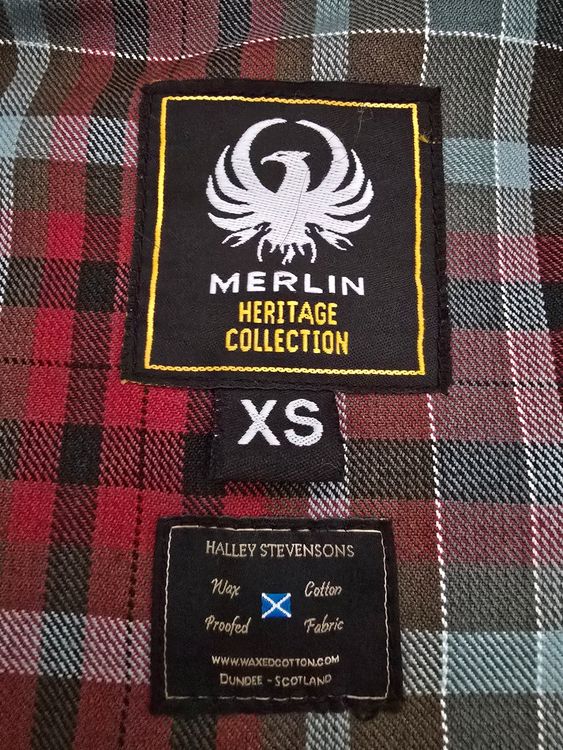 MERLIN
HERITAGE
COLLECTION
XS
HALLEY STEVENSONS
Wax Cotton
Proofed Fabric
WWW.WAXEDCOTTON.COM
DUNDEE - SCOTLAND